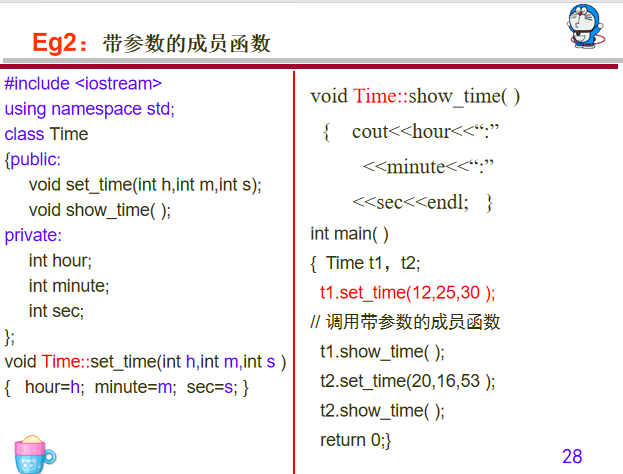 Eg2：带参数的成员函数
#include <iostream>
using namespace std;
class Time
{public:
void set_time(int h,int m,int s);
void show_time( );
private:
int hour;
int minute;
int sec;
};
void Time::set_time(int h,int m,int s )
{ hour=h; minute=m; sec=s; }
void Time::show_time( )
{ cout<<hour<<“:”
<<minute<<“:”
<<sec<<endl; }
int main( )
{ Time t1，t2;
t1.set_time(12,25,30 );
// 调用带参数的成员函数
t1.show_time( );
t2.set_time(20,16,53 );
t2.show_time( );
return 0;}
28